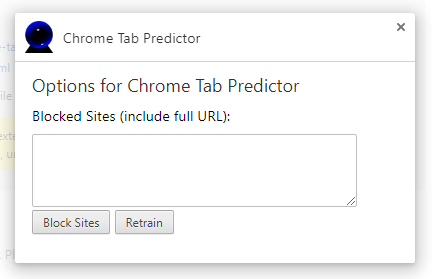 Chrome Tab Predictor
Options for Chrome Tab Predictor
Blocked Sites (include full URL):
Block Sites
Retrain